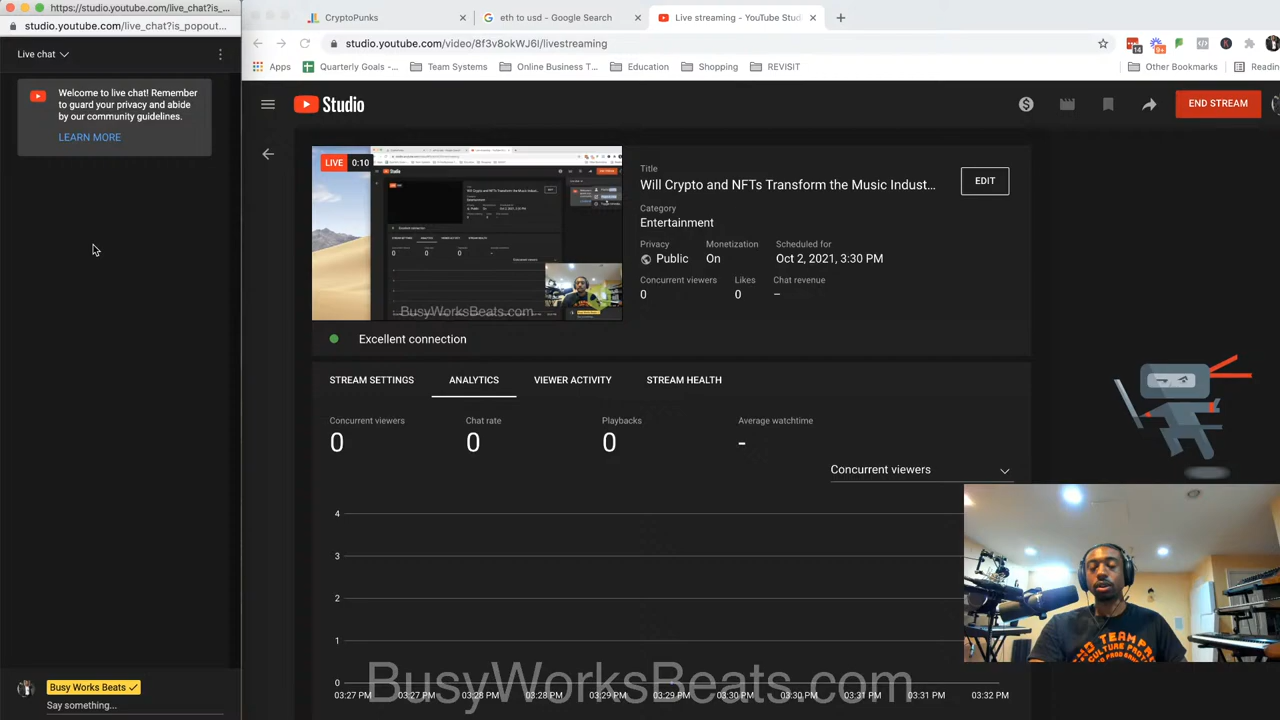 https://studio.youtube.com/live_chat?is_...
studio.youtube.com/live_chat?is_popout...
Live chat
Welcome to live chat! Remember
to guard your privacy and abide
by our community guidelines.
LEARN MORE
Busy Works Beats
Say something...
CryptoPunks
eth to usd - Google Search
Live streaming - YouTube Stud
studio.youtube.com/video/8f3v8okWJ6I/livestreaming
14
9+
Apps
Quarterly Goals -...
Team Systems
Online Business T...
Education
Shopping
REVISIT
Other Bookmarks
Readin
Studio
END STREAM
LIVE 0:10
BusyWorksBeats.com
Title
Will Crypto and NFTs Transform the Music Indust...
EDIT
Category
Entertainment
Privacy
Monetization
Scheduled for
Public
On
Oct 2, 2021, 3:30 PM
Concurrent viewers
Likes
Chat revenue
0
0
–
Excellent connection
STREAM SETTINGS
ANALYTICS
VIEWER ACTIVITY
STREAM HEALTH
Concurrent viewers
Chat rate
Playbacks
Average watchtime
0
0
0
-
Concurrent viewers
4
3
2
1
0
03:27 PM
03:27 PM
03:28 PM
03:28 PM
03:29 PM
03:29 PM
03:30 PM
03:30 PM
03:31 PM
03:31 PM
03:32 PM
BusyWorksBeats.com